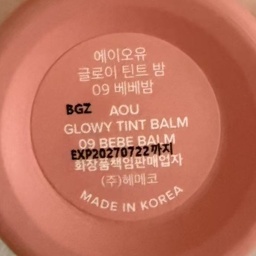 에이오유
글로이 틴트 밤
09 베베밤
BGZ AOU
GLOWY TINT BALM
09 BEBE BALM
EXP20270722까지
화장품책임판매업자
(주)헤메코
MADE IN KOREA